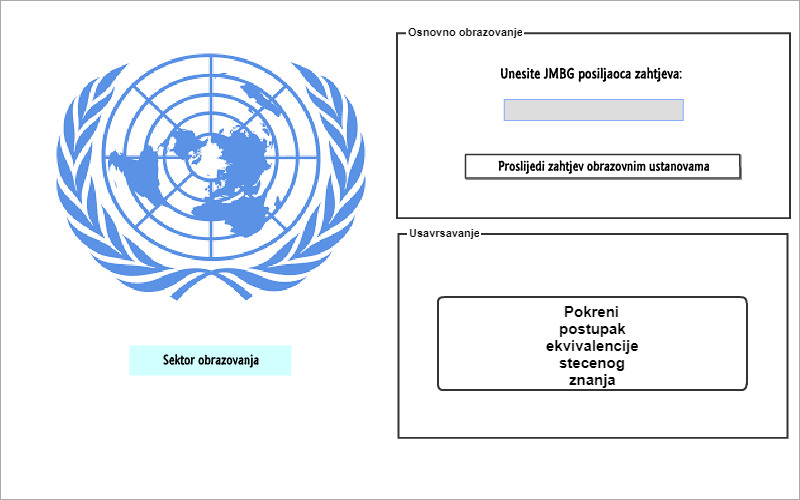 Osnovno obrazovanje
Unesite JMBG posiljaoca zahtjeva:
Proslijedi zahtjev obrazovnim ustanovama
Usavrsavanje
Pokreni
postupak
ekvivalencije
stecenog
znanja
Sektor obrazovanja